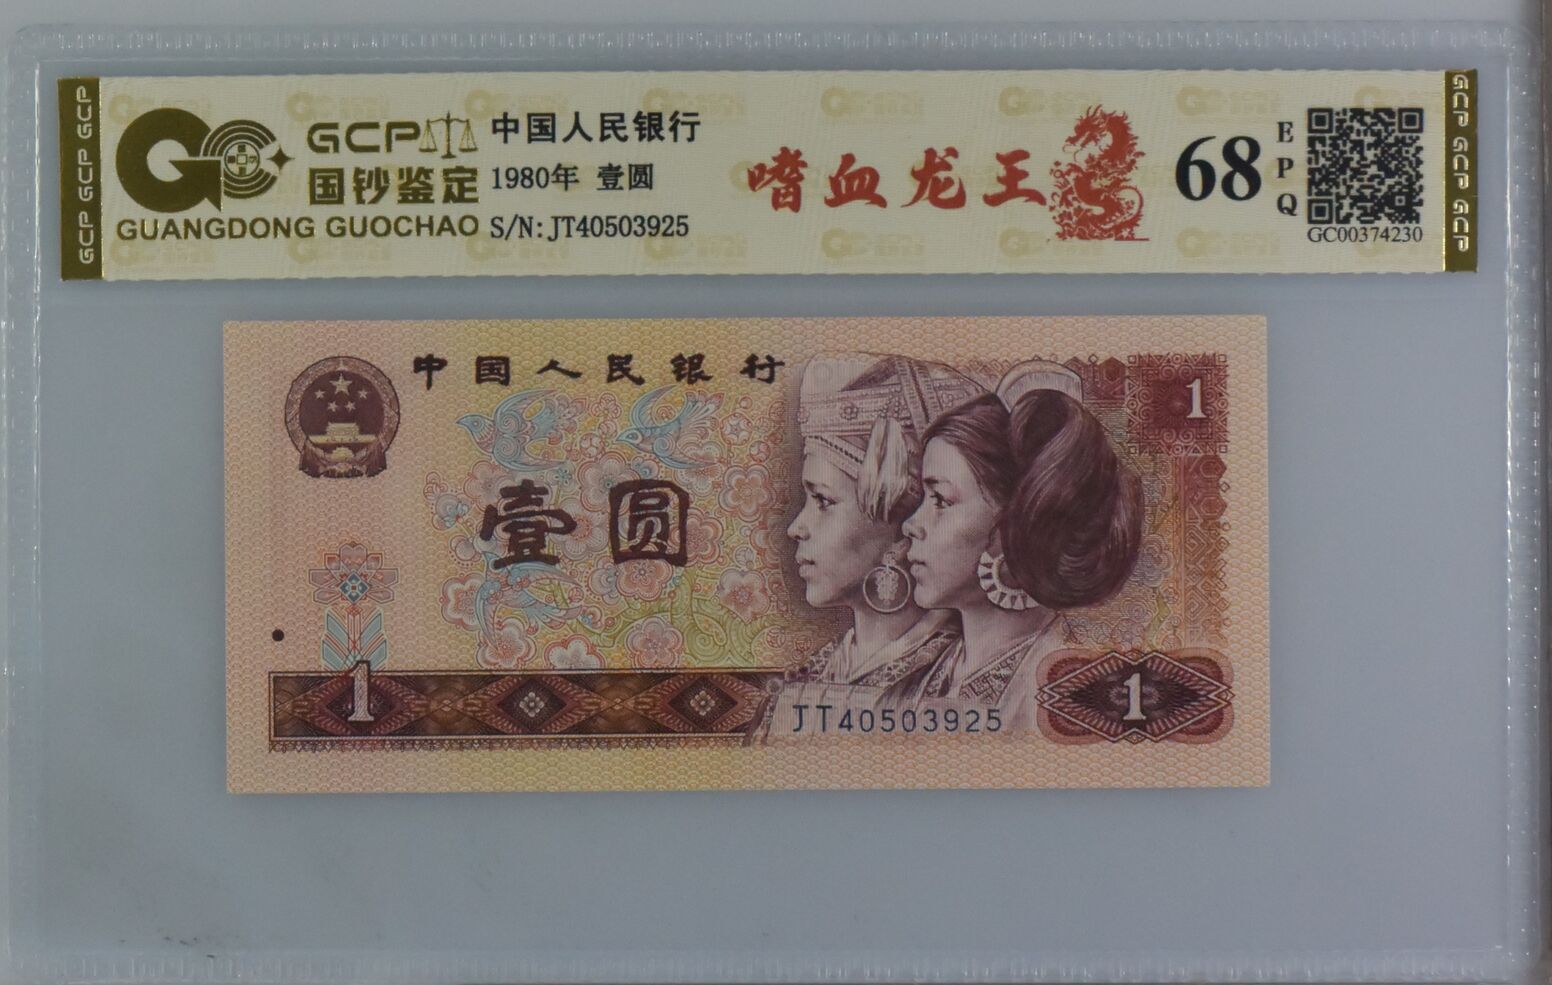 GCP GCP GCP
GCP
国钞鉴定
GUANGDONG GUOCHAO
中国人民银行
1980年 壹圆
S/N:JT40503925
嗜血龙王
68
EPQ
GC00374230
GCP GCP GCP
中国人民银行
1
壹圆
1
JT40503925
1